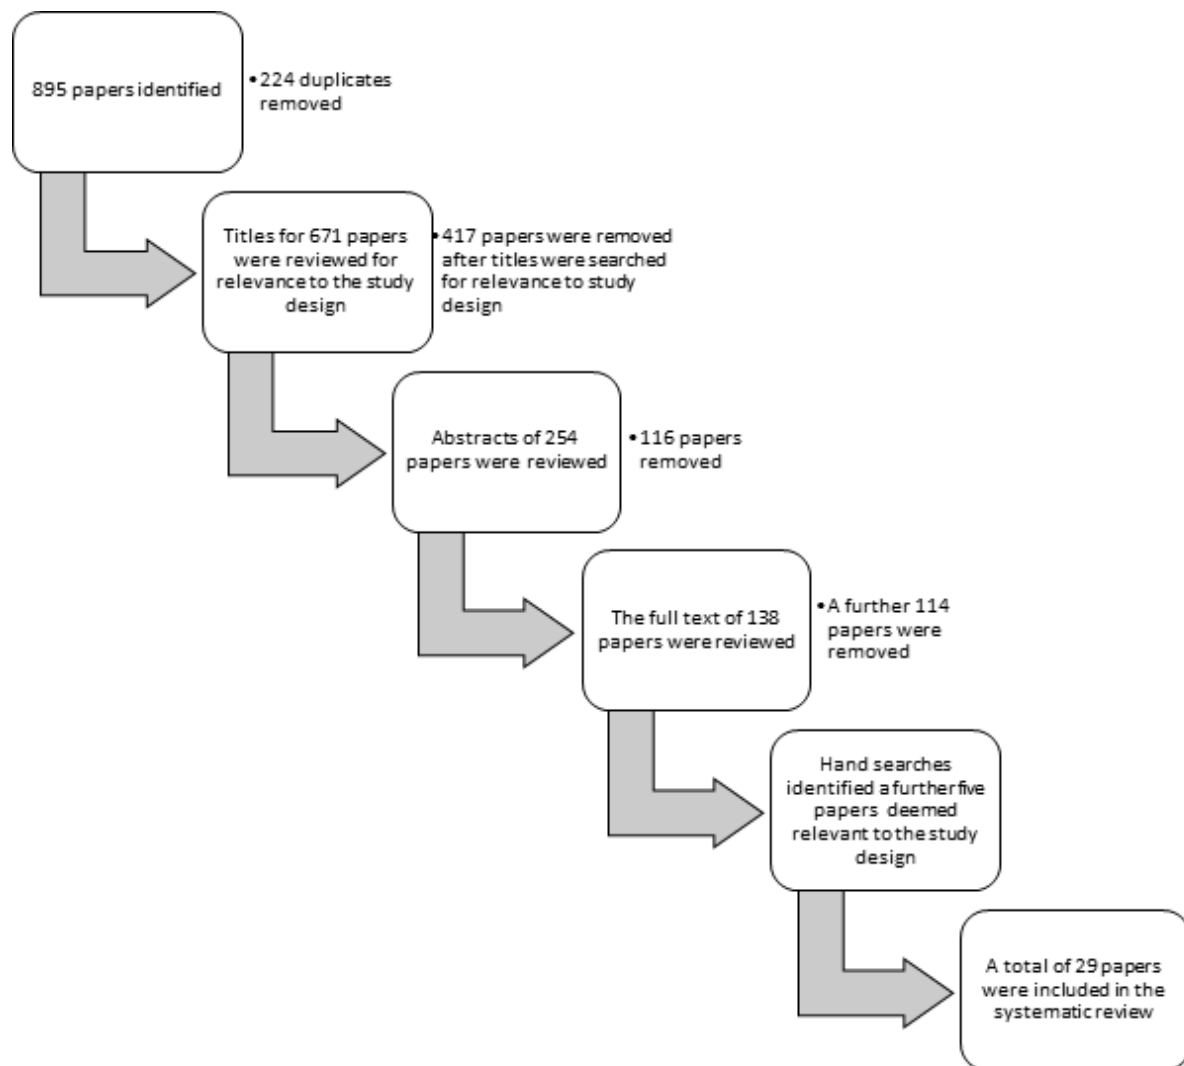 895 papers identified
•224 duplicates
removed
Titles for 671 papers
were reviewed for
relevance to the study
design
•417 papers were removed
after titles were searched
for relevance to study
design
Abstracts of 254
papers were reviewed
•116 papers
removed
The full text of 138
papers were reviewed
•A further 114
papers were
removed
Hand searches
identified a further five
papers deemed
relevant to the study
design
A total of 29 papers
were included in the
systematic review